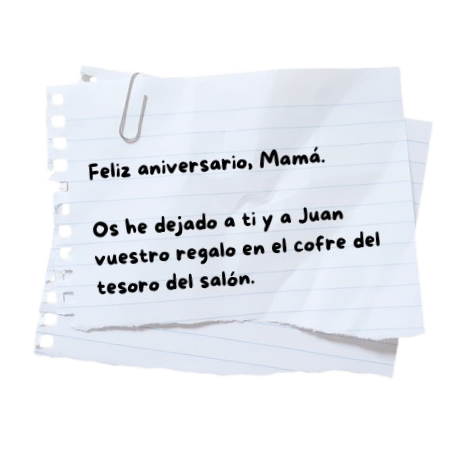 Feliz aniversario, Mamá.
Os he dejado a ti y a Juan
vuestro regalo en el cofre del
tesoro del salón.